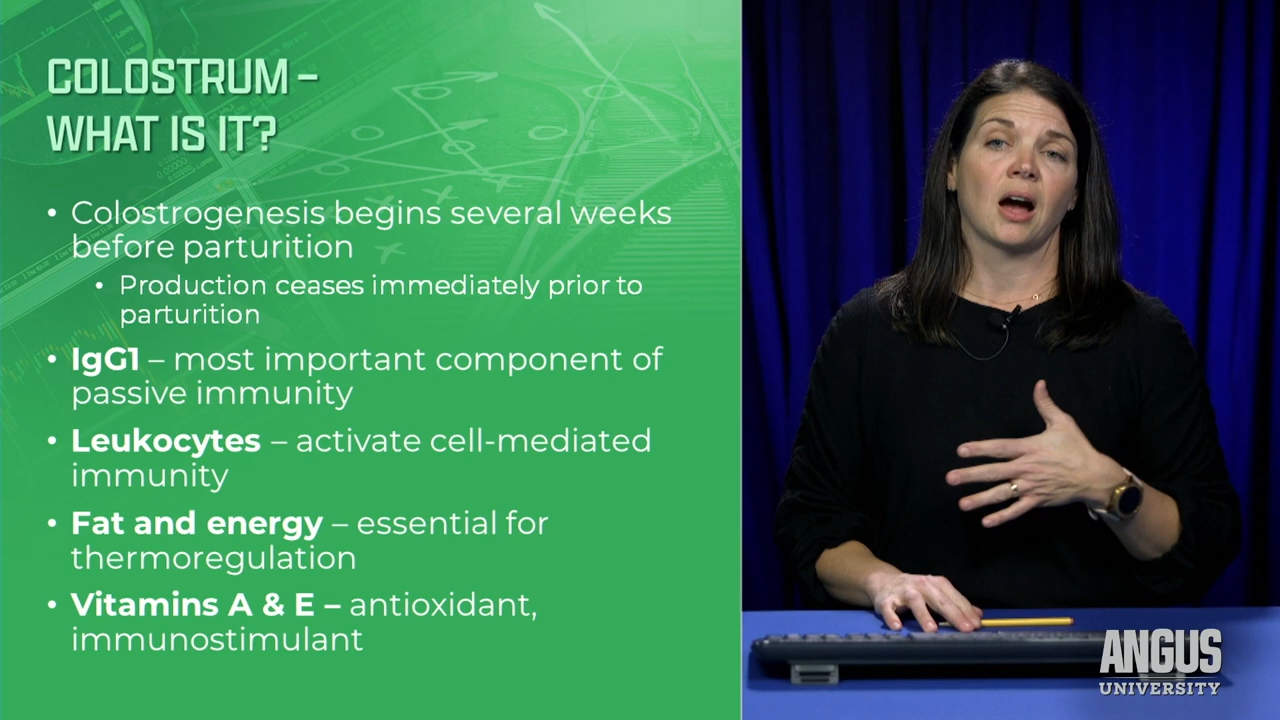 COLOSTRUM –
WHAT IS IT?
• Colostrogenesis begins several weeks
before parturition
• Production ceases immediately prior to
parturition
• IgG1 – most important component of
passive immunity
• Leukocytes – activate cell-mediated
immunity
• Fat and energy – essential for
thermoregulation
• Vitamins A & E – antioxidant,
immunostimulant
ANGUS
UNIVERSITY